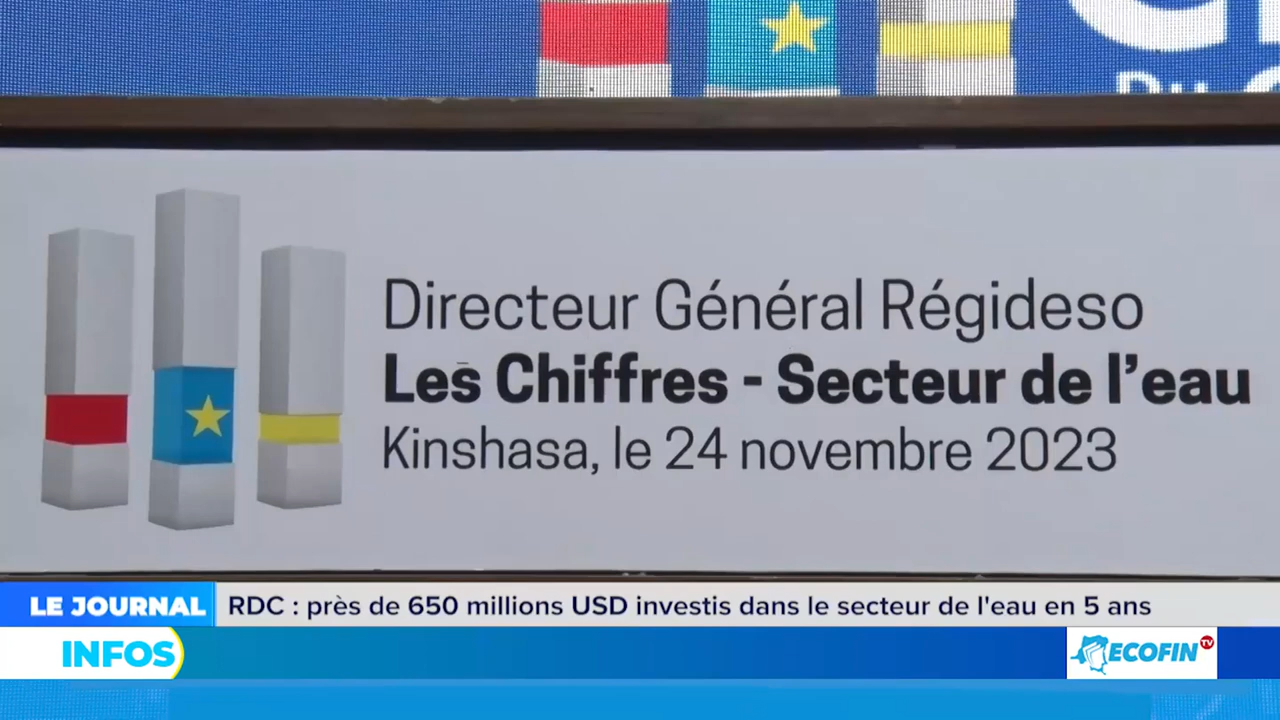 Directeur Général Régideso
Les Chiffres - Secteur de l'eau
Kinshasa, le 24 novembre 2023
LE JOURNAL
RDC : près de 650 millions USD investis dans le secteur de l'eau en 5 ans
INFOS
ECOFIN TV